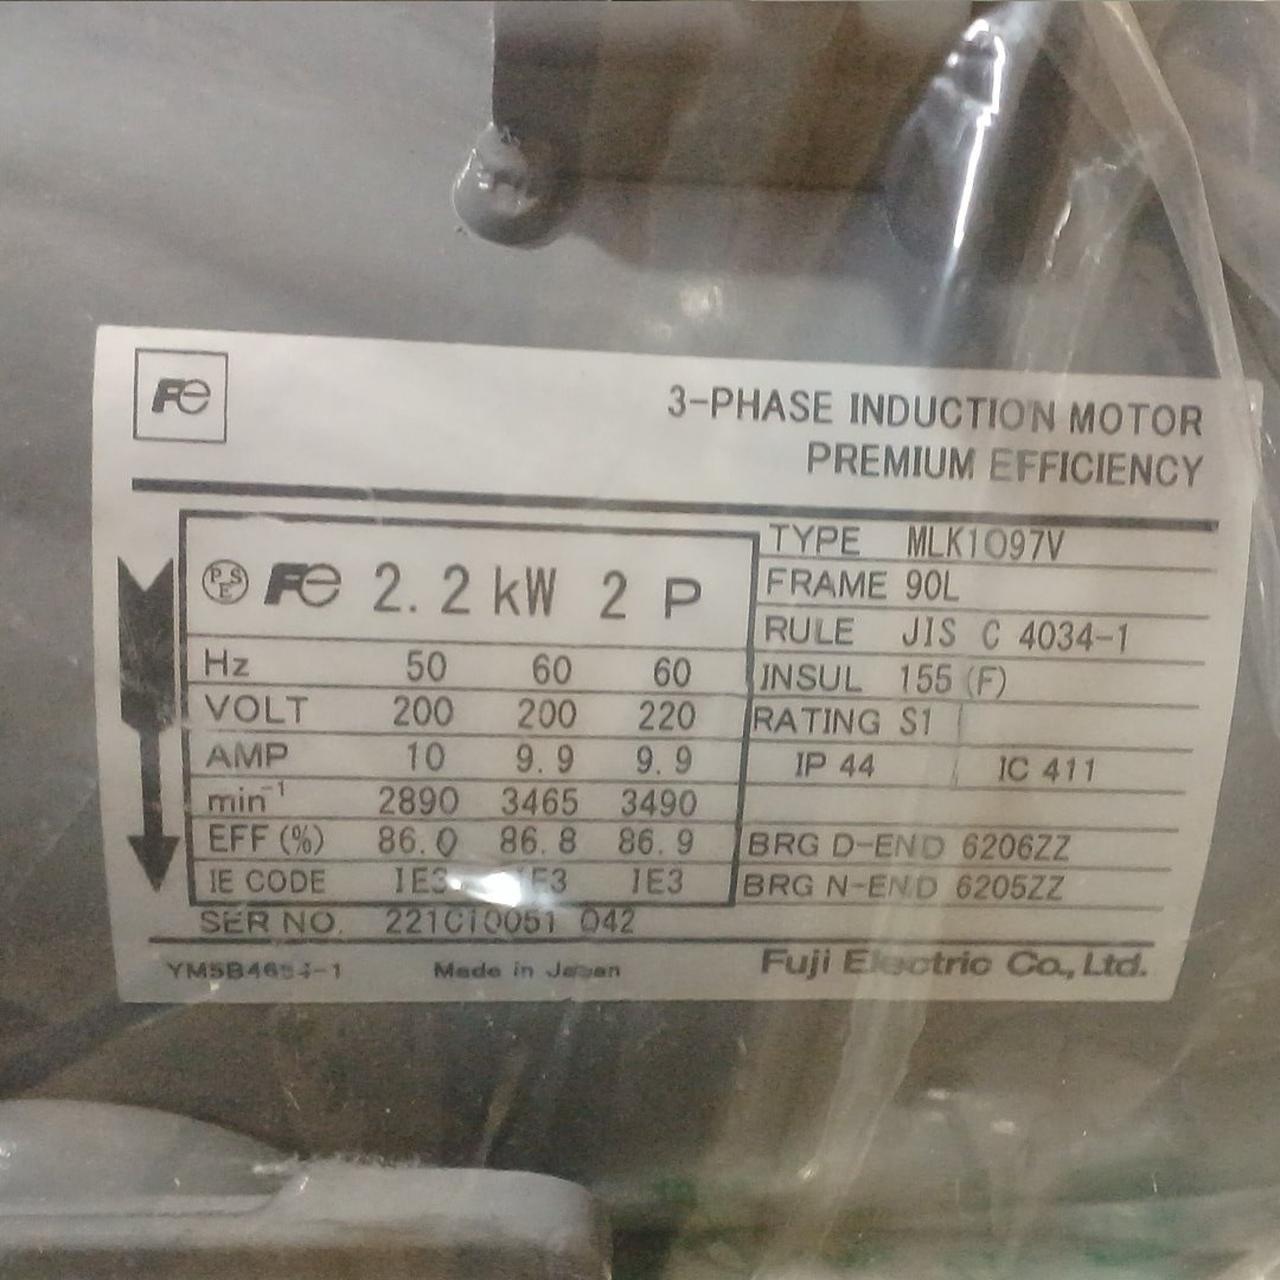 Fe
3-PHASE INDUCTION MOTOR
PREMIUM EFFICIENCY
PSE Fe 2.2 kW 2 P
Hz 50 60 60
VOLT 200 200 220
AMP 10 9.9 9.9
min⁻¹ 2890 3465 3490
EFF (%) 86.0 86.8 86.9
IE CODE IE3 IE3 IE3
TYPE MLK1097V
FRAME 90L
RULE JIS C 4034-1
INSUL 155 (F)
RATING S1
IP 44 IC 411
BRG D-END 6206ZZ
BRG N-END 6205ZZ
SER NO. 221C10051 042
Made in Japan
Fuji Electric Co., Ltd.